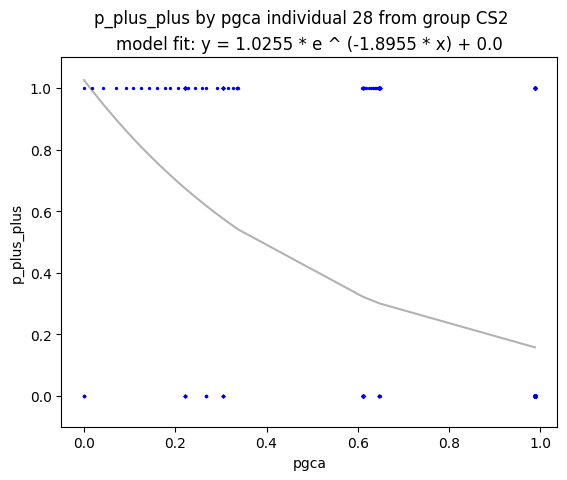 p_plus_plus by pgca individual 28 from group CS2
model fit: y = 1.0255 * e ^ (-1.8955 * x) + 0.0
1.0
0.8
0.6
0.4
0.2
0.0
p_plus_plus
0.0 0.2 0.4 0.6 0.8 1.0
pgca